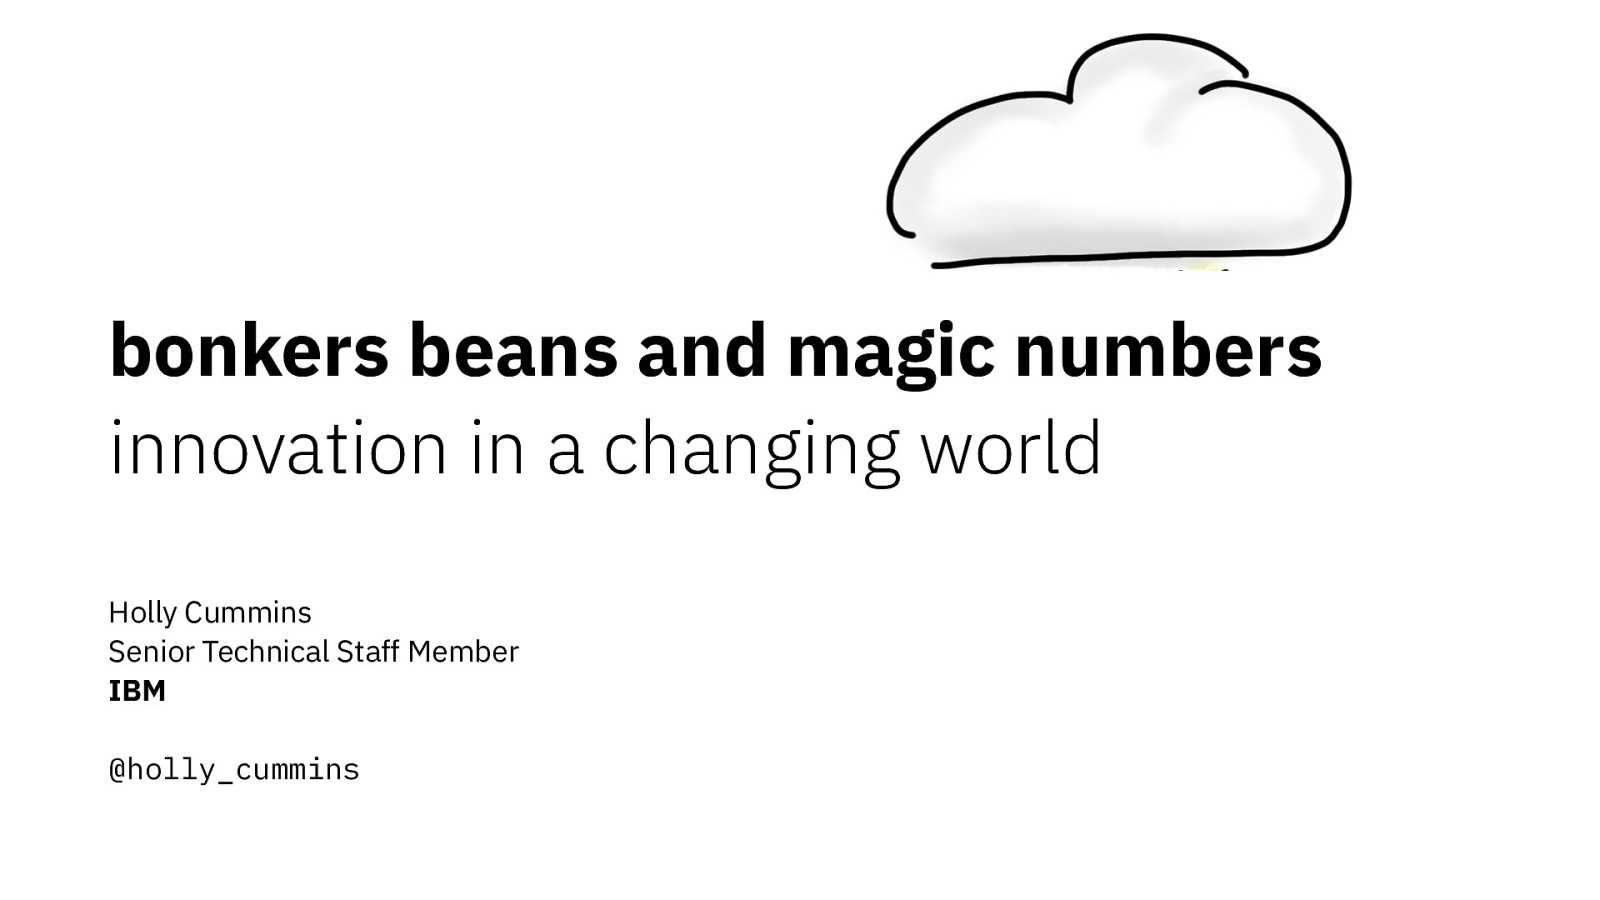 bonkers beans and magic numbers
innovation in a changing world
Holly Cummins
Senior Technical Staff Member
IBM
@holly_cummins